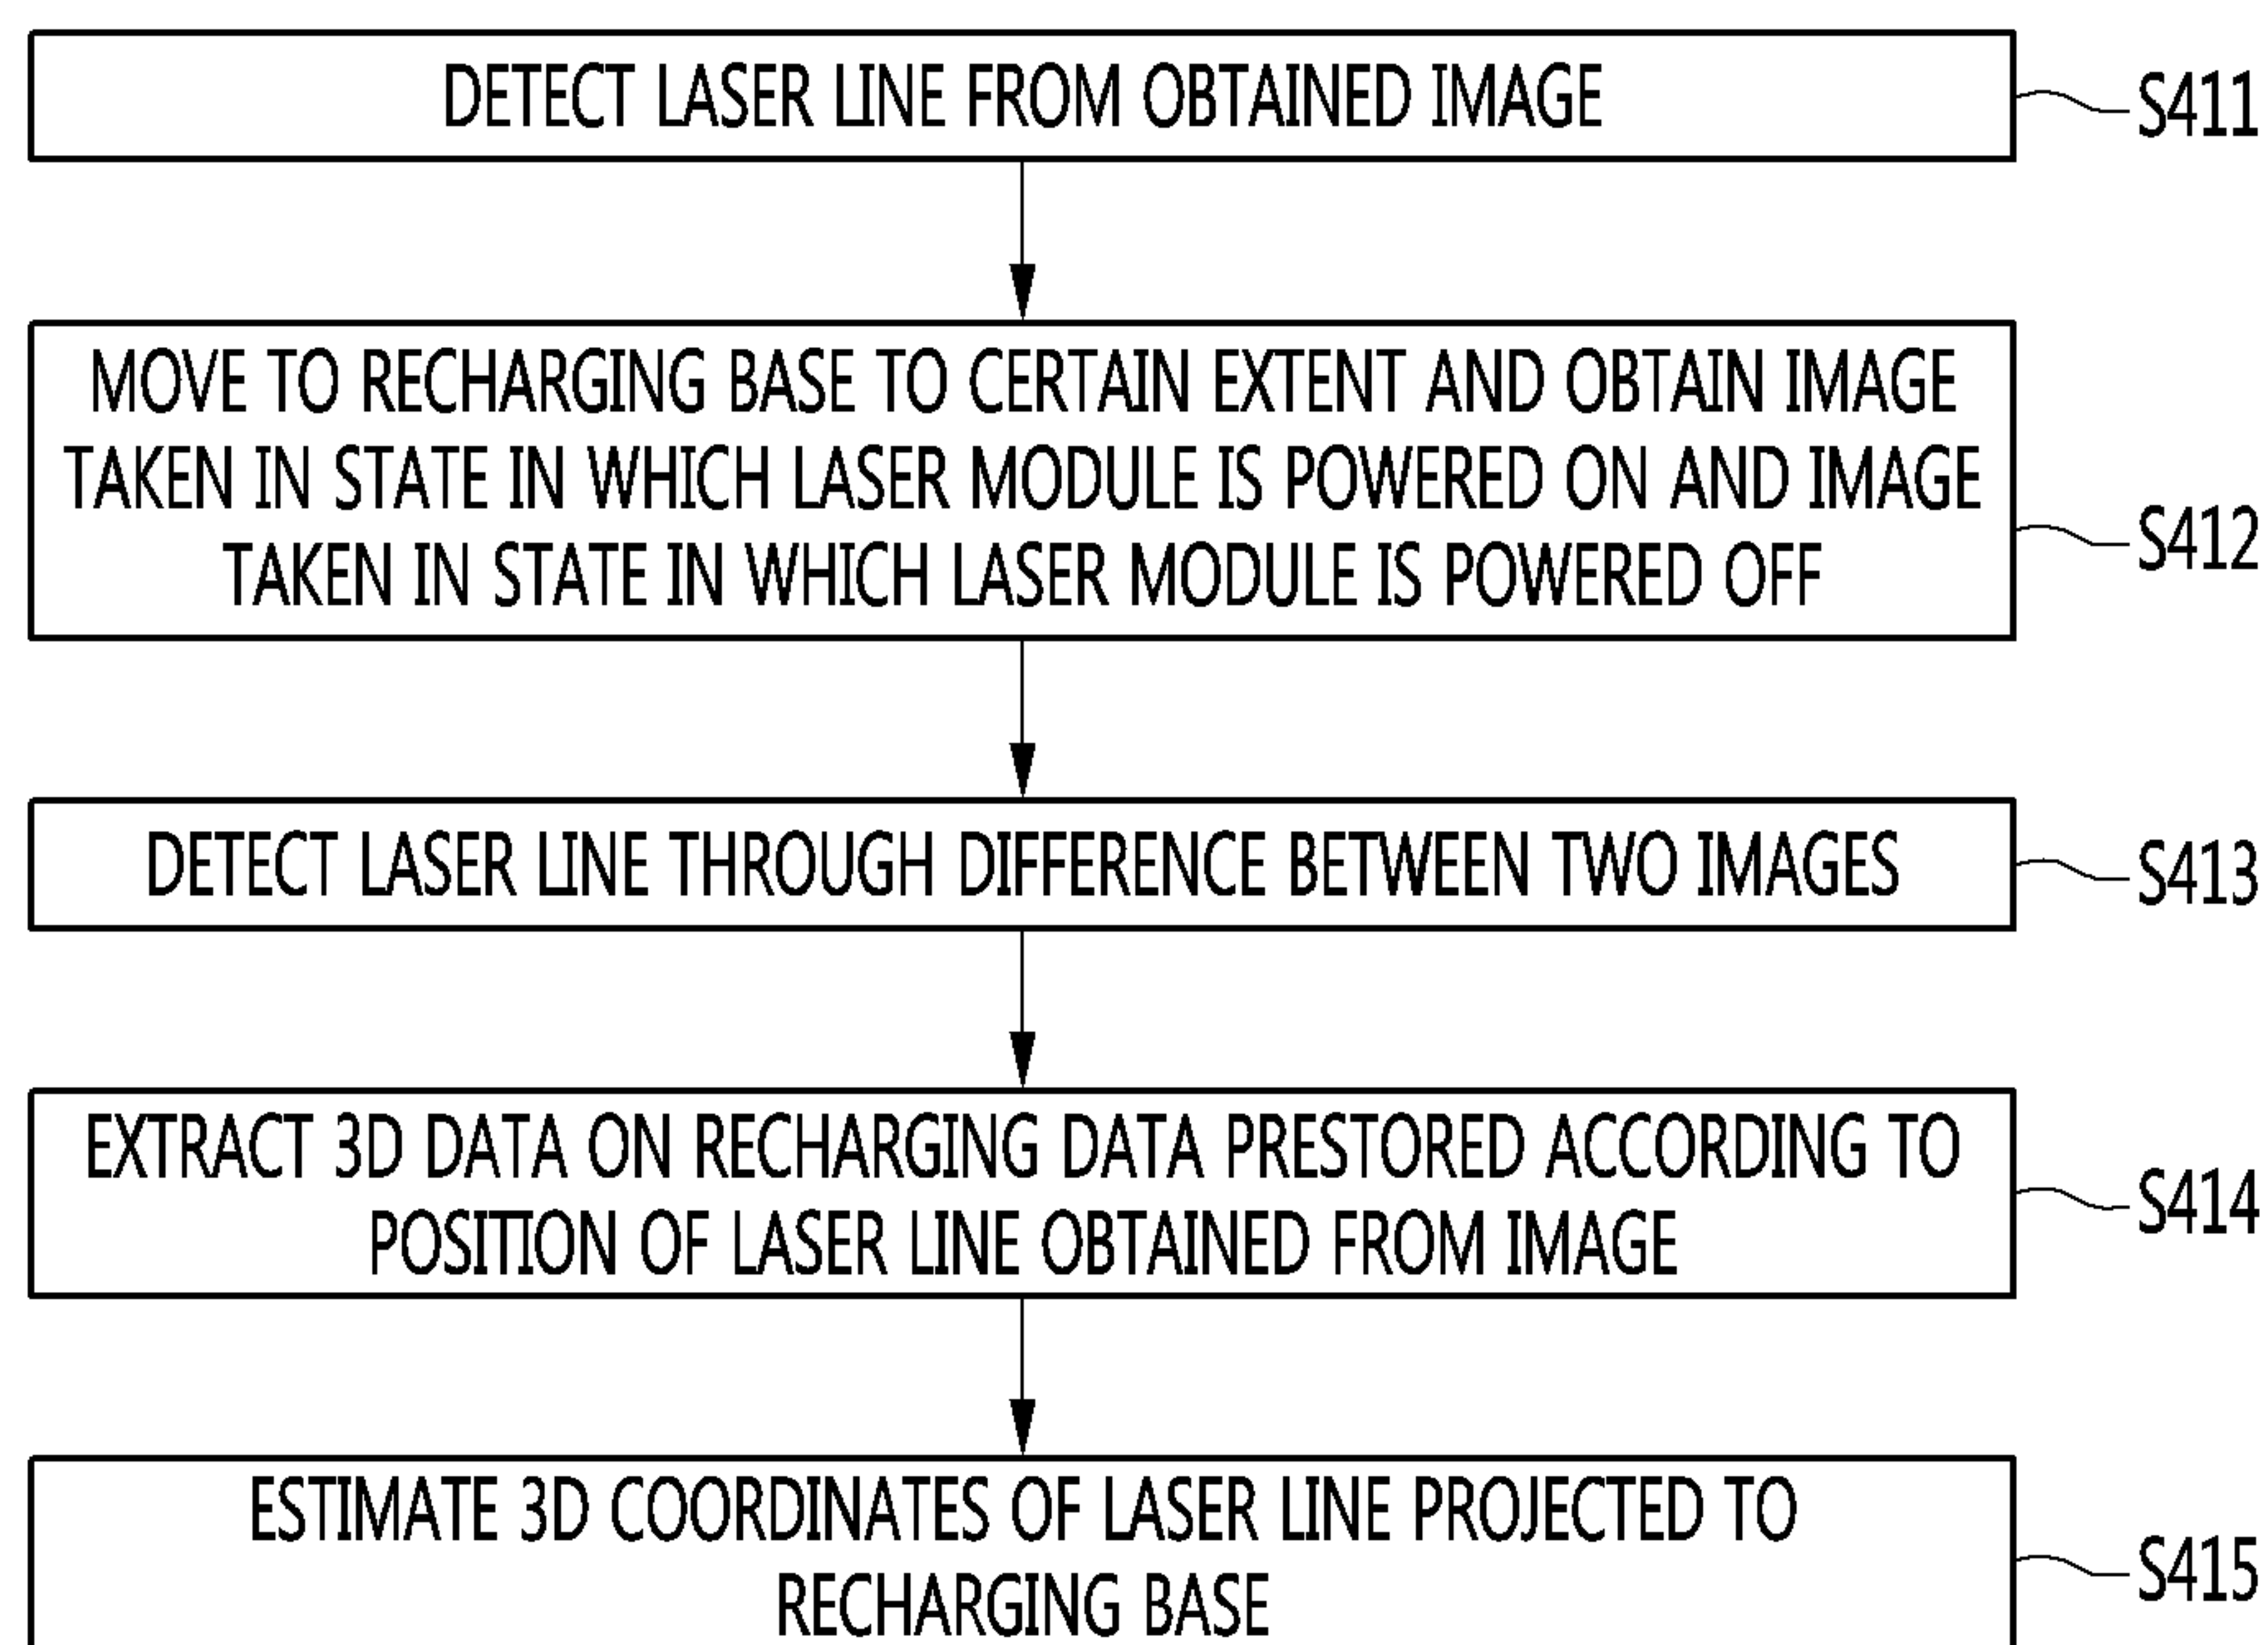 DETECT LASER LINE FROM OBTAINED IMAGE
S411
MOVE TO RECHARGING BASE TO CERTAIN EXTENT AND OBTAIN IMAGE
TAKEN IN STATE IN WHICH LASER MODULE IS POWERED ON AND IMAGE
TAKEN IN STATE IN WHICH LASER MODULE IS POWERED OFF
S412
DETECT LASER LINE THROUGH DIFFERENCE BETWEEN TWO IMAGES
S413
EXTRACT 3D DATA ON RECHARGING DATA PRESTORED ACCORDING TO
POSITION OF LASER LINE OBTAINED FROM IMAGE
S414
ESTIMATE 3D COORDINATES OF LASER LINE PROJECTED TO
RECHARGING BASE
S415